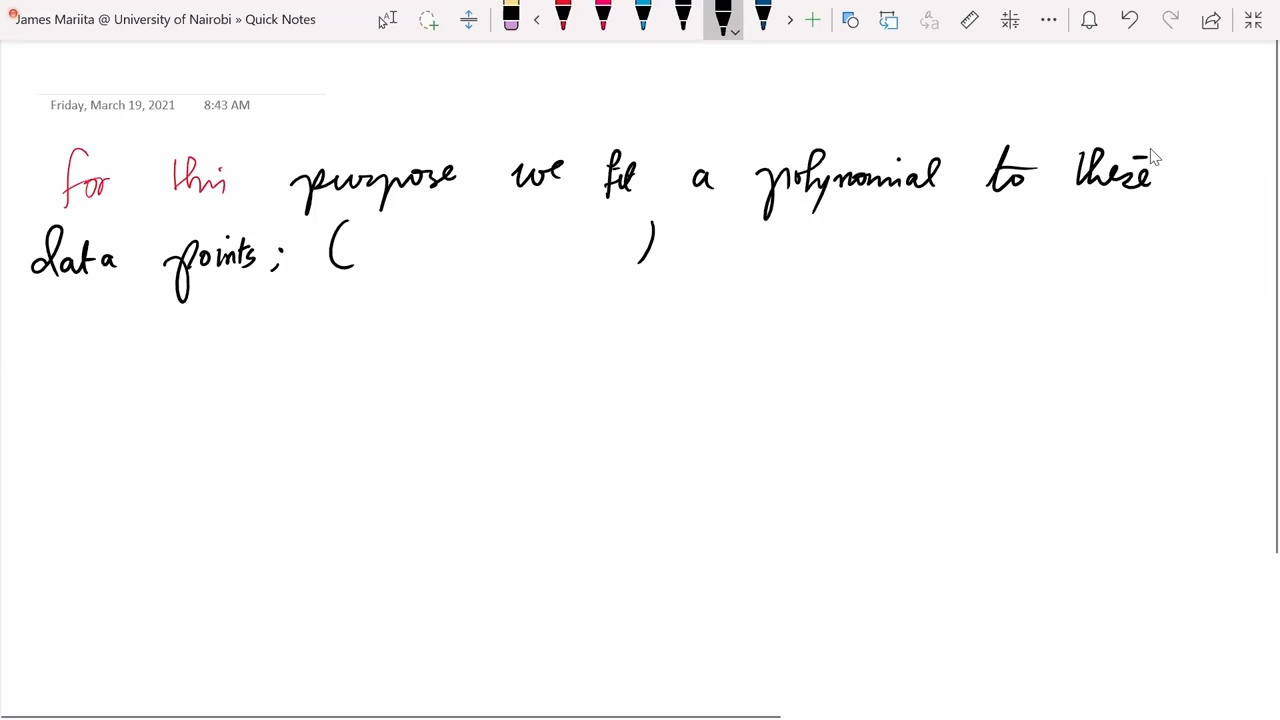 James Mariita @ University of Nairobi » Quick Notes
Friday, March 19, 2021 8:43 AM
for this purpose we fit a polynomial to these
data points; ( )